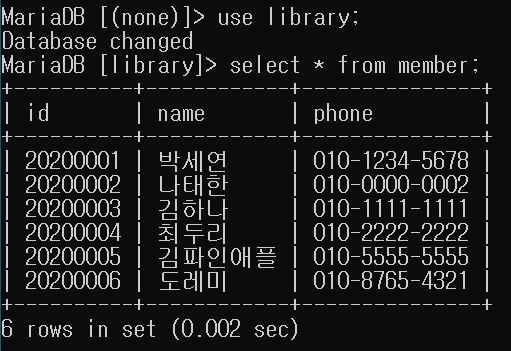 MariaDB [(none)]> use library;
Database changed
MariaDB [library]> select * from member;
+----------+------------+---------------+
| id       | name       | phone         |
+----------+------------+---------------+
| 20200001 | 박세연     | 010-1234-5678 |
| 20200002 | 나태한     | 010-0000-0002 |
| 20200003 | 김하나     | 010-1111-1111 |
| 20200004 | 최두리     | 010-2222-2222 |
| 20200005 | 김파인애플 | 010-5555-5555 |
| 20200006 | 도레미     | 010-8765-4321 |
+----------+------------+---------------+
6 rows in set (0.002 sec)